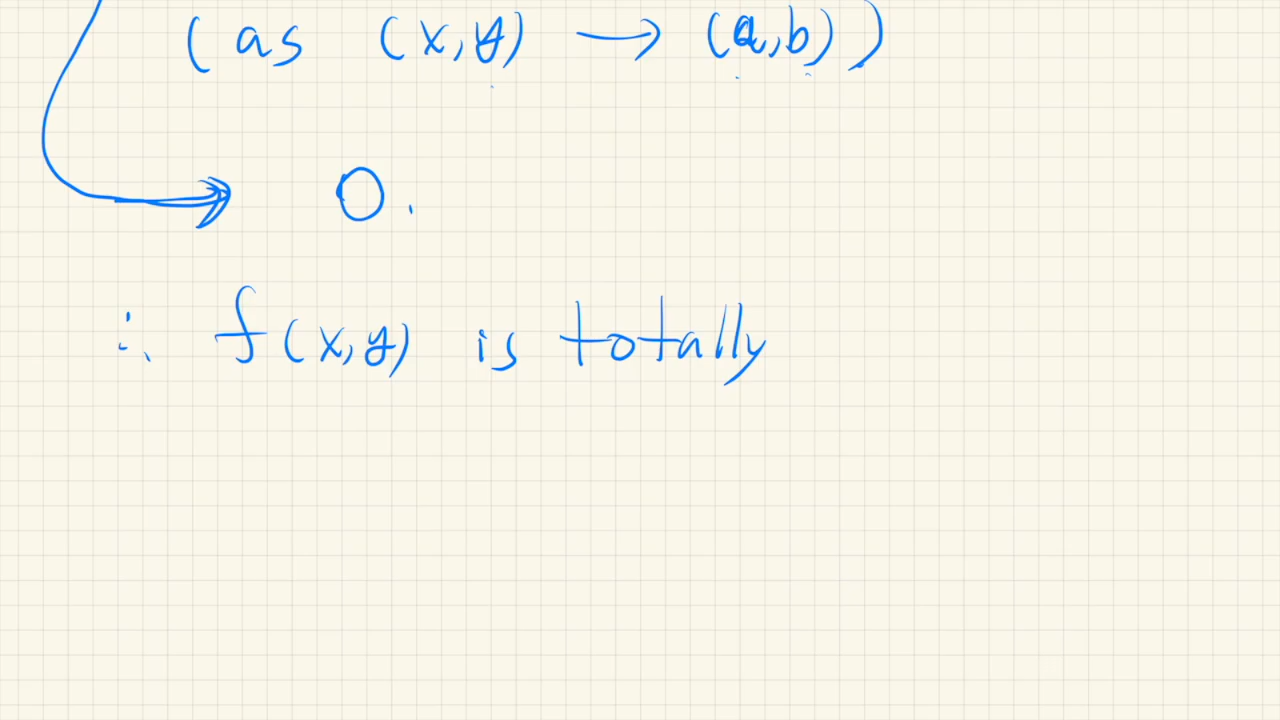 (as (x,y) ⟶ (a,b))
0.
∴ f(x,y) is totally